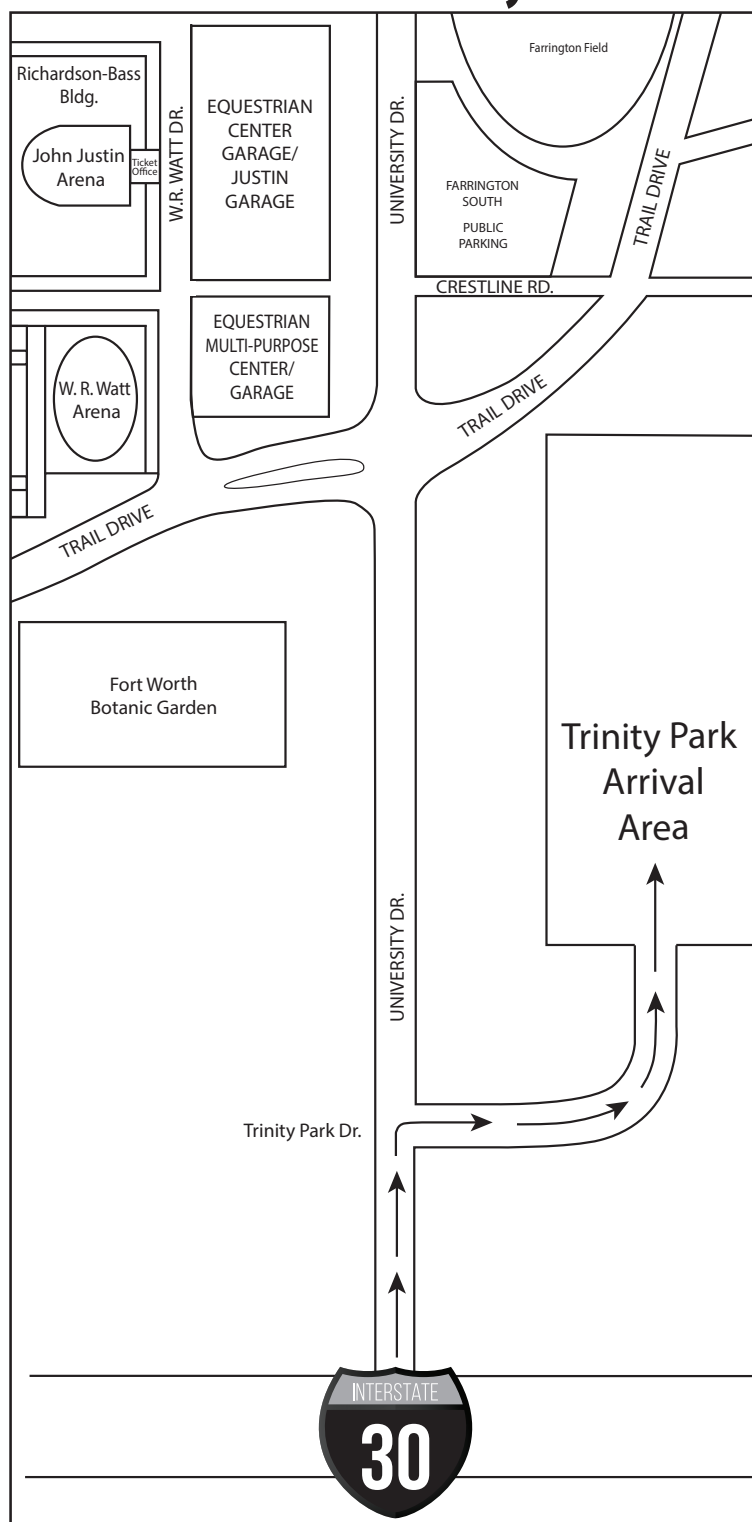 Richardson-Bass
Bldg.
John Justin
Arena
Ticket
Office
W.R. WATT DR.
EQUESTRIAN
CENTER
GARAGE/
JUSTIN
GARAGE
UNIVERSITY DR.
Farrington Field
FARRINGTON
SOUTH
PUBLIC
PARKING
TRAIL DRIVE
CRESTLINE RD.
W. R. Watt
Arena
EQUESTRIAN
MULTI-PURPOSE
CENTER/
GARAGE
TRAIL DRIVE
TRAIL DRIVE
Fort Worth
Botanic Garden
Trinity Park
Arrival
Area
UNIVERSITY DR.
Trinity Park Dr.
INTERSTATE
30